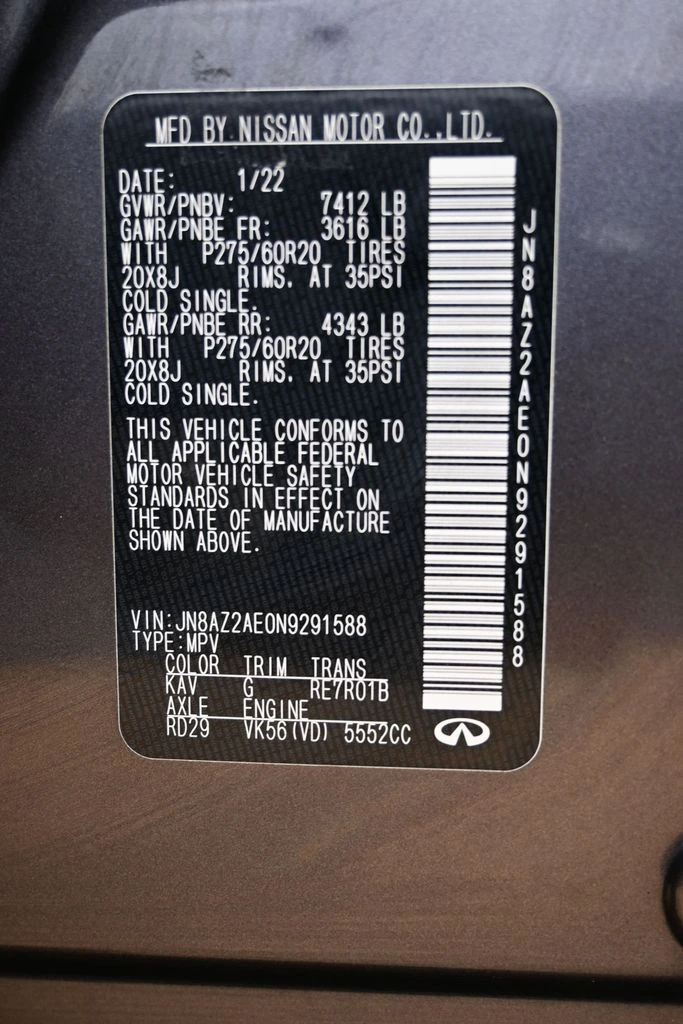 MFD BY NISSAN MOTOR CO.,LTD.
DATE: 1/22
GVWR/PNBV: 7412 LB
GAWR/PNBE FR: 3616 LB
WITH P275/60R20 TIRES
20X8J RIMS. AT 35PSI
COLD SINGLE.
GAWR/PNBE RR: 4343 LB
WITH P275/60R20 TIRES
20X8J RIMS. AT 35PSI
COLD SINGLE.
THIS VEHICLE CONFORMS TO
ALL APPLICABLE FEDERAL
MOTOR VEHICLE SAFETY
STANDARDS IN EFFECT ON
THE DATE OF MANUFACTURE
SHOWN ABOVE.
VIN:JN8AZ2AE0N9291588
TYPE:MPV
COLOR TRIM TRANS
KAV G RE7R01B
AXLE ENGINE
RD29 VK56(VD) 5552CC
JN8AZ2AE0N9291588